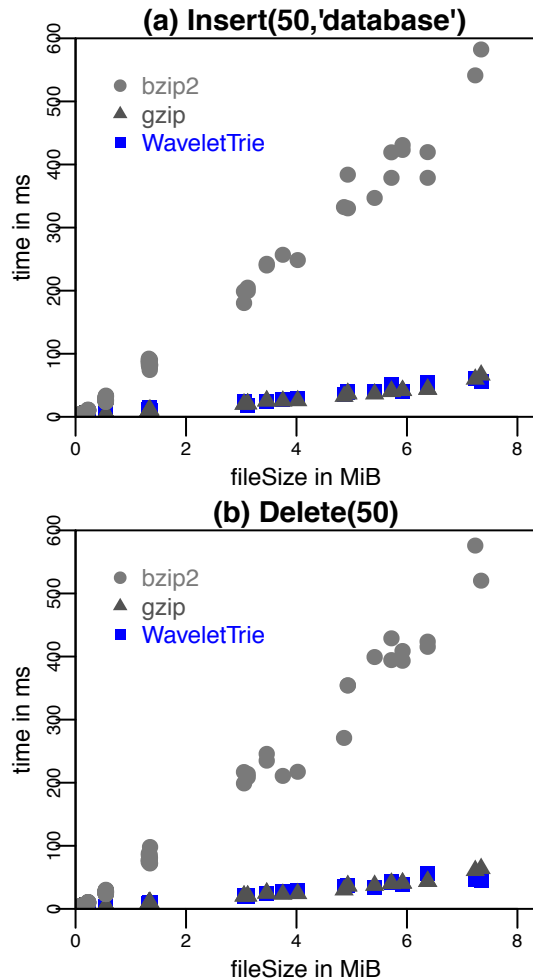 (a) Insert(50,'database')
600
500
400
300
200
100
0
time in ms
bzip2
gzip
WaveletTrie
0 2 4 6 8
fileSize in MiB
(b) Delete(50)
600
500
400
300
200
100
0
time in ms
bzip2
gzip
WaveletTrie
0 2 4 6 8
fileSize in MiB